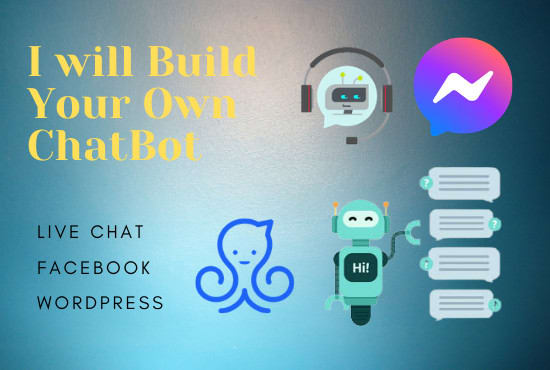 I will Build
Your Own
ChatBot
LIVE CHAT
FACEBOOK
WORDPRESS
Hi!
?
?
?
?